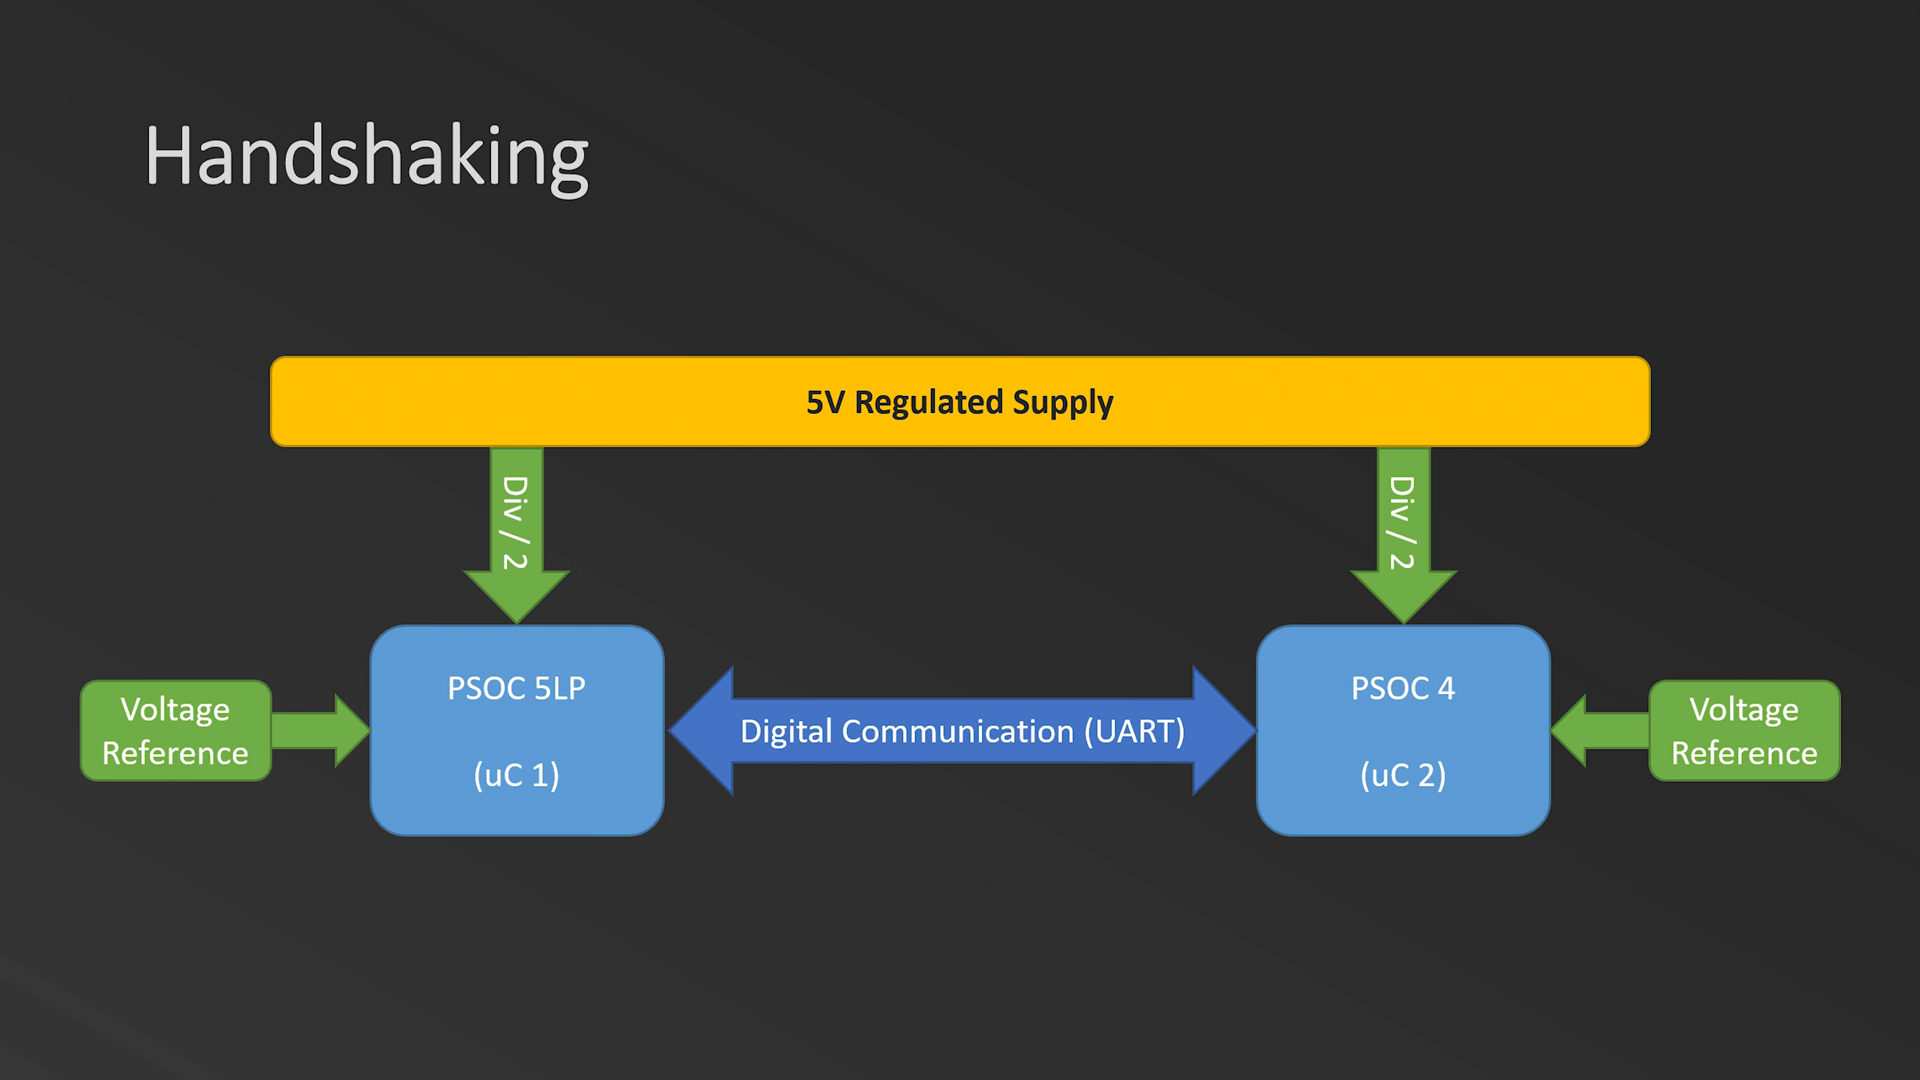 Handshaking
5V Regulated Supply
Div / 2
Div / 2
Voltage
Reference
PSOC 5LP
(uC 1)
Digital Communication (UART)
PSOC 4
(uC 2)
Voltage
Reference